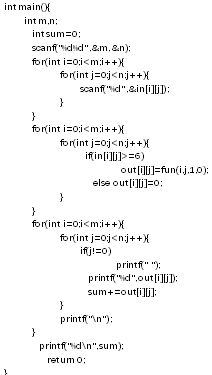 int main(){
int m,n;
int sum=0;
scanf("%d%d",&m,&n);
for(int i=0;i<m;i++){
for(int j=0;j<n;j++){
scanf("%d",&in[i][j]);
}
}
for(int i=0;i<m;i++){
for(int j=0;j<n;j++){
if(in[i][j]>=6)
out[i][j]=fun(i,j,1,0);
else out[i][j]=0;
}
}
for(int i=0;i<m;i++){
for(int j=0;j<n;j++){
if(j!=0)
printf(" ");
printf("%d",out[i][j]);
sum+=out[i][j];
}
printf("\n");
}
printf("%d\n",sum);
return 0;
}